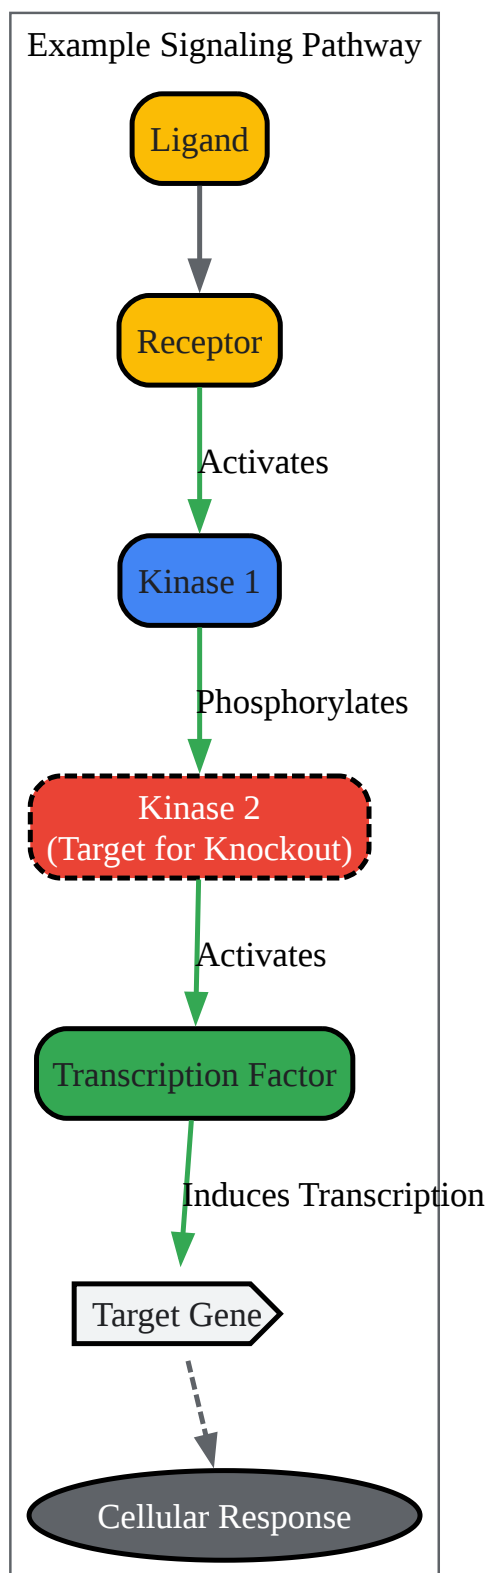 Example Signaling Pathway
Ligand
Receptor
Activates
Kinase 1
Phosphorylates
Kinase 2
(Target for Knockout)
Activates
Transcription Factor
Induces Transcription
Target Gene
Cellular Response